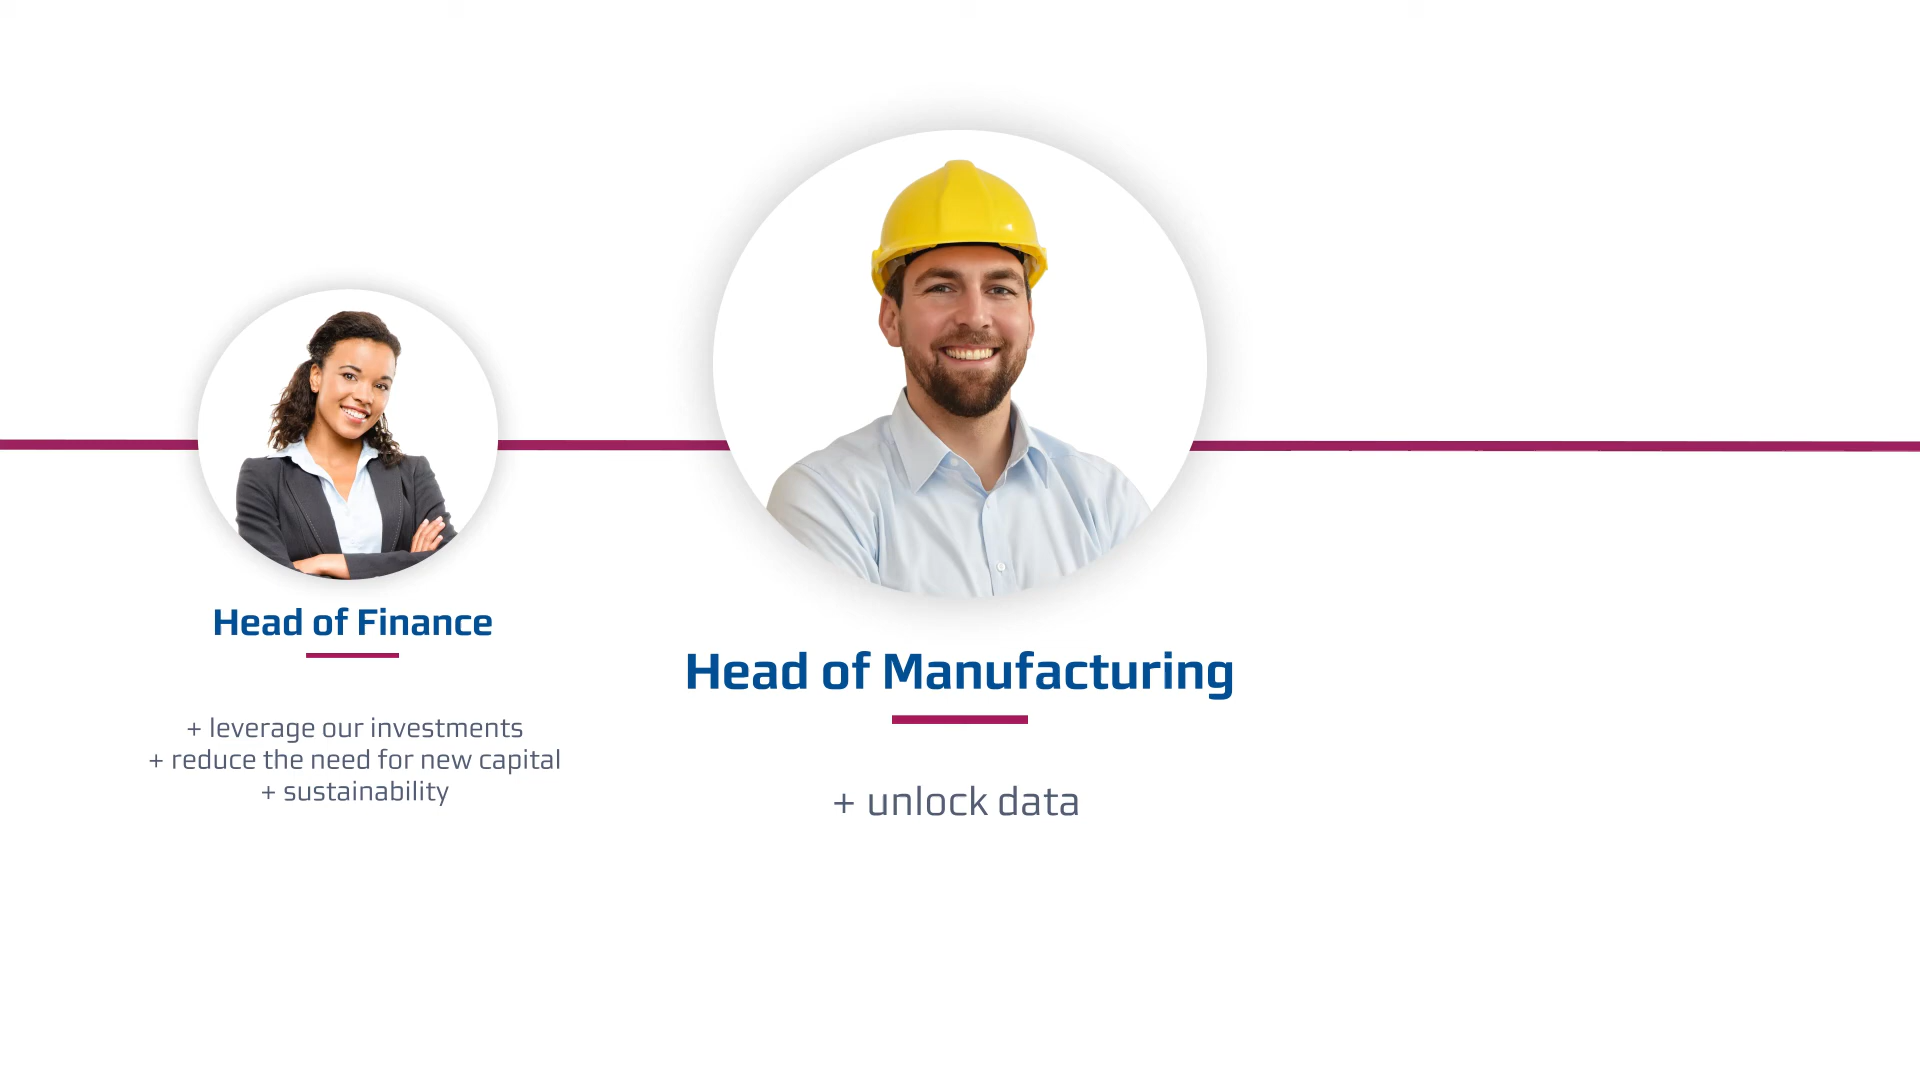 Head of Finance
+ leverage our investments
+ reduce the need for new capital
+ sustainability
Head of Manufacturing
+ unlock data